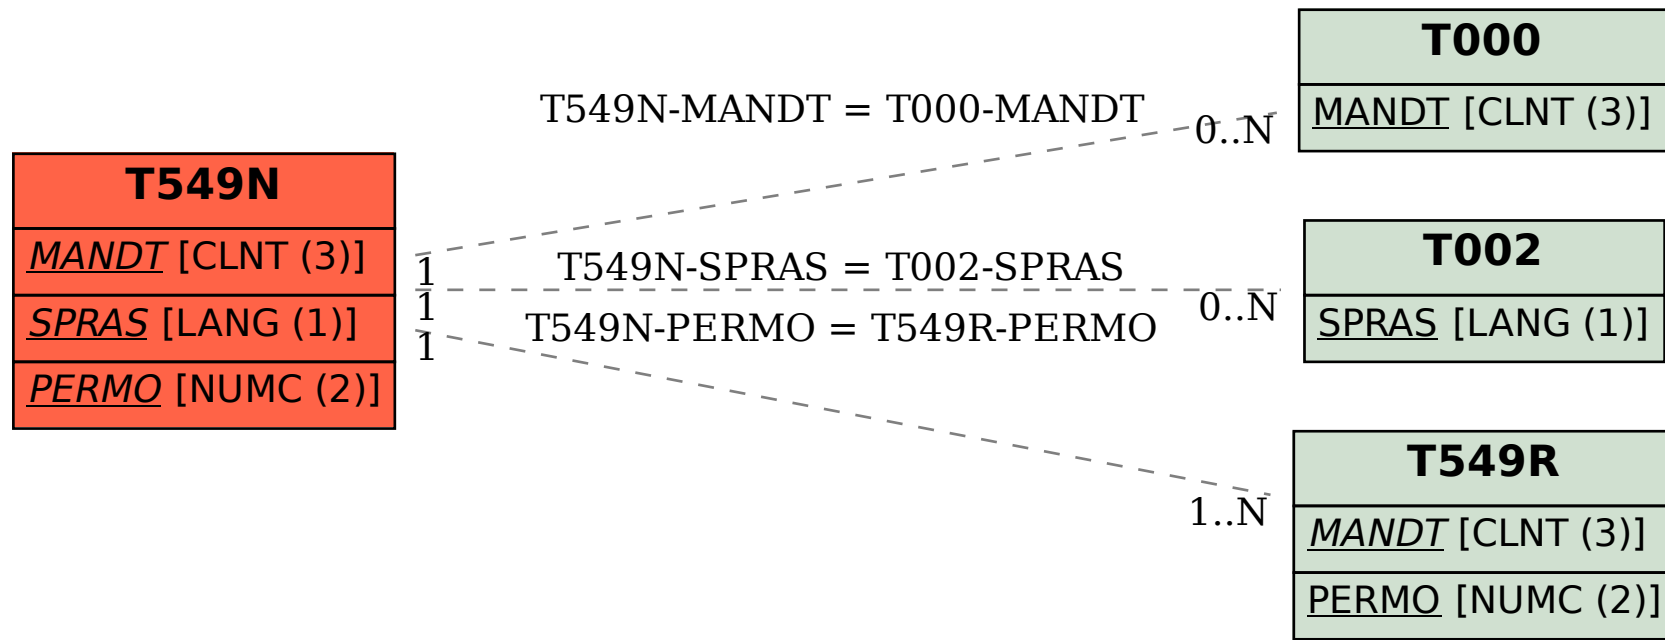 T549N
MANDT [CLNT (3)]
SPRAS [LANG (1)]
PERMO [NUMC (2)]
T549N-MANDT = T000-MANDT
1
0..N
T549N-SPRAS = T002-SPRAS
1
0..N
T549N-PERMO = T549R-PERMO
1
1..N
T000
MANDT [CLNT (3)]
T002
SPRAS [LANG (1)]
T549R
MANDT [CLNT (3)]
PERMO [NUMC (2)]